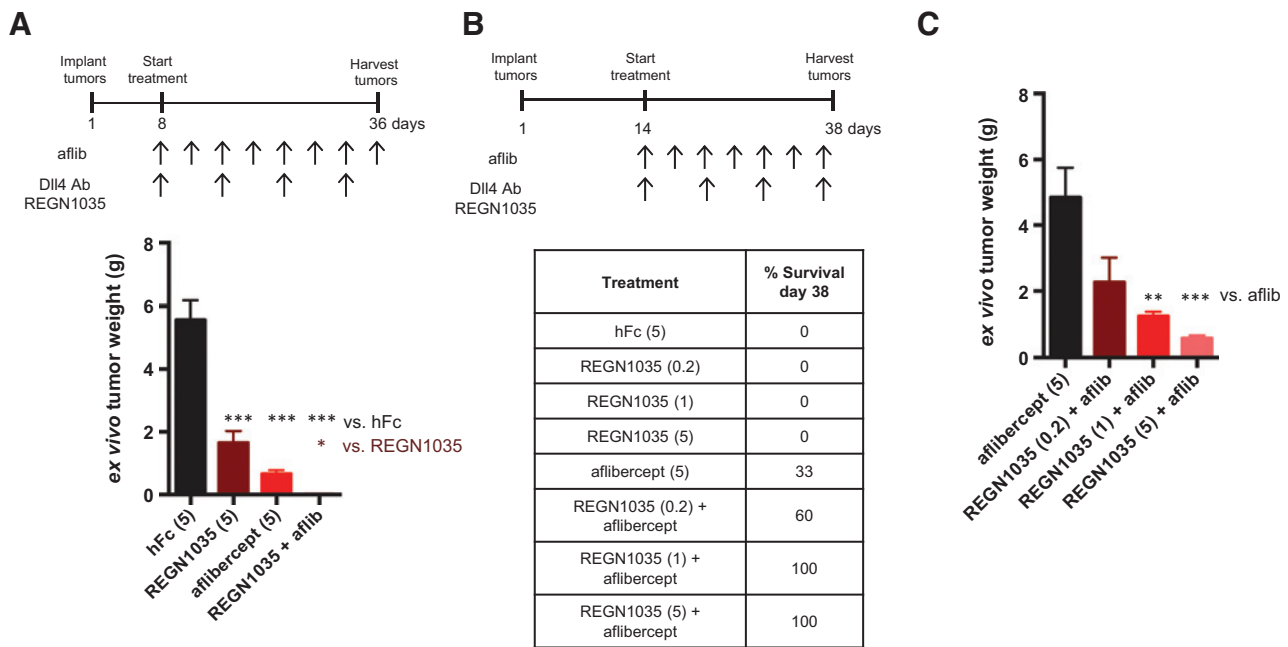 A
Implant
tumors
Start
treatment
Harvest
tumors
1
8
36 days
aflib
Dll4 Ab
REGN1035
ex vivo tumor weight (g)
8
6
4
2
0
*** *** *** vs. hFc
* vs. REGN1035
hFc (5)
REGN1035 (5)
aflibercept (5)
REGN1035 + aflib
B
Implant
tumors
Start
treatment
Harvest
tumors
1
14
38 days
aflib
Dll4 Ab
REGN1035
Treatment
% Survival
day 38
hFc (5)
0
REGN1035 (0.2)
0
REGN1035 (1)
0
REGN1035 (5)
0
aflibercept (5)
33
REGN1035 (0.2) +
aflibercept
60
REGN1035 (1) +
aflibercept
100
REGN1035 (5) +
aflibercept
100
C
ex vivo tumor weight (g)
8
6
4
2
0
** *** vs. aflib
aflibercept (5)
REGN1035 (0.2) + aflib
REGN1035 (1) + aflib
REGN1035 (5) + aflib